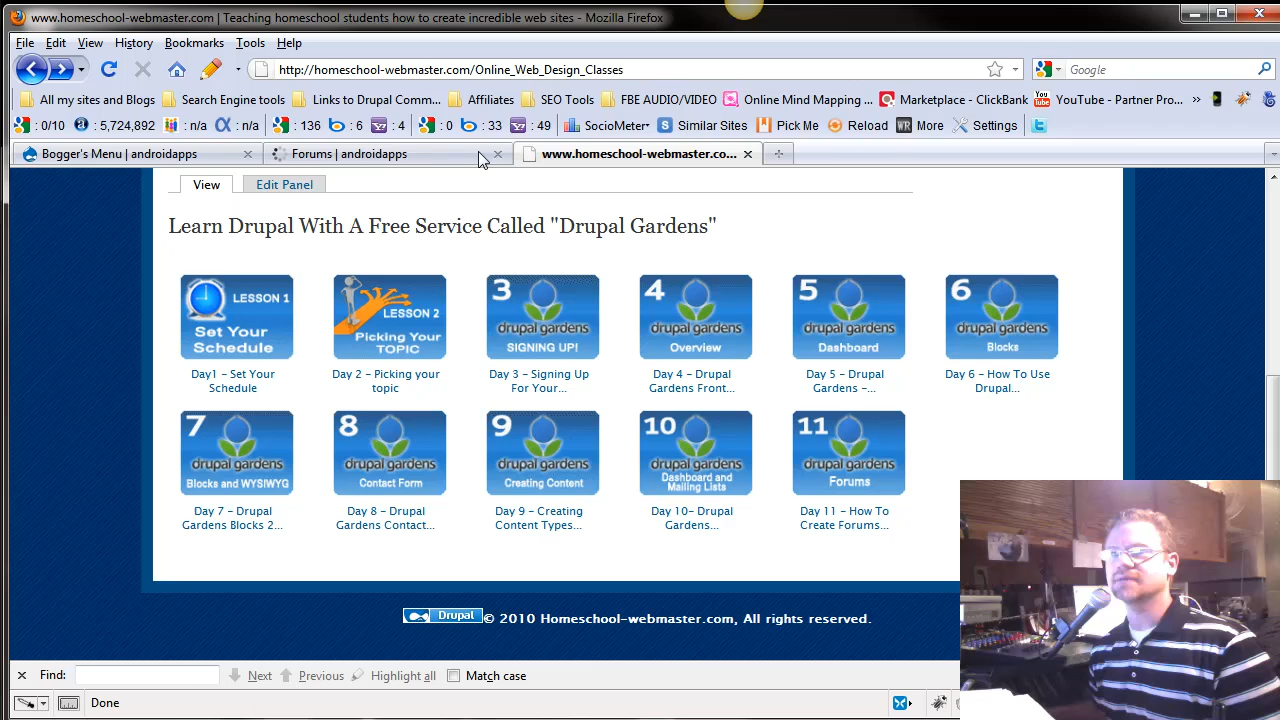 www.homeschool-webmaster.com | Teaching homeschool students how to create incredible web sites - Mozilla Firefox
File Edit View History Bookmarks Tools Help
http://homeschool-webmaster.com/Online_Web_Design_Classes
Google
All my sites and Blogs Search Engine tools Links to Drupal Comm... Affiliates SEO Tools FBE AUDIO/VIDEO Online Mind Mapping ... Marketplace - ClickBank YouTube - Partner Pro... »
: 0/10 : 5,724,892 : n/a : n/a : 136 : 6 : 4 : 0 : 33 : 49 SocioMeter Similar Sites Pick Me Reload More Settings
Bogger's Menu | androidapps Forums | androidapps www.homeschool-webmaster.co...
View Edit Panel
Learn Drupal With A Free Service Called "Drupal Gardens"
LESSON 1
Set Your
Schedule
LESSON 2
Picking Your
TOPIC
3
drupal gardens
SIGNING UP!
4
drupal gardens
Overview
5
drupal gardens
Dashboard
6
drupal gardens
Blocks
Day1 - Set Your
Schedule
Day 2 - Picking your
topic
Day 3 - Signing Up
For Your...
Day 4 - Drupal
Gardens Front...
Day 5 - Drupal
Gardens -...
Day 6 - How To Use
Drupal...
7
drupal gardens
Blocks and WYSIWYG
8
drupal gardens
Contact Form
9
drupal gardens
Creating Content
10
drupal gardens
Dashboard and
Mailing Lists
11
drupal gardens
Forums
Day 7 - Drupal
Gardens Blocks 2...
Day 8 - Drupal
Gardens Contact...
Day 9 - Creating
Content Types...
Day 10- Drupal
Gardens...
Day 11 - How To
Create Forums...
Drupal © 2010 Homeschool-webmaster.com, All rights reserved.
Find: Next Previous Highlight all Match case
Done